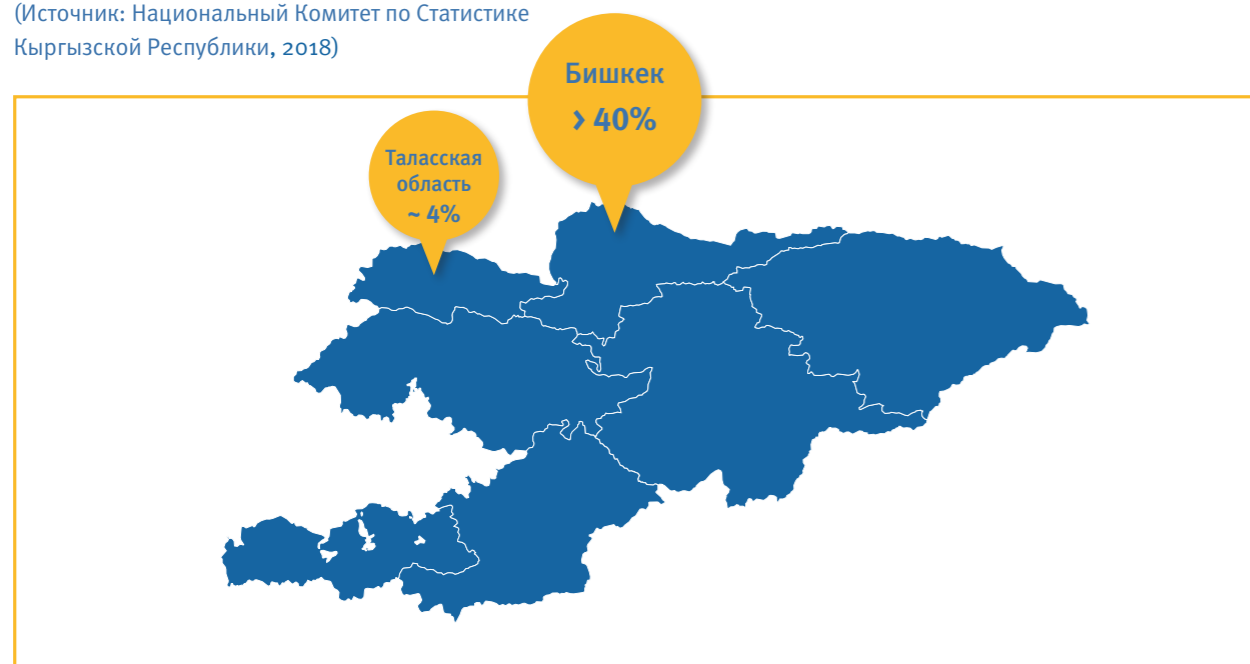 (Источник: Национальный Комитет по Статистике
Кыргызской Республики, 2018)
Бишкек
> 40%
Таласская
область
~ 4%